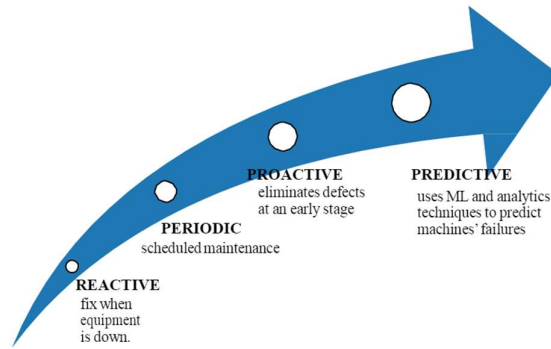 PROACTIVE
eliminates defects
at an early stage
PREDICTIVE
uses ML and analytics
techniques to predict
machines' failures
PERIODIC
scheduled maintenance
REACTIVE
fix when
equipment
is down.